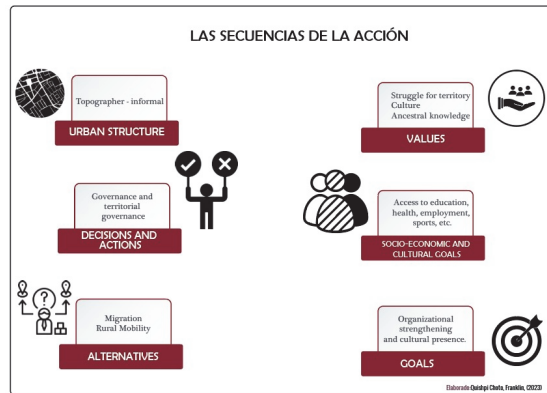 LAS SECUENCIAS DE LA ACCIÓN
Topographer - informal
URBAN STRUCTURE
Struggle for territory
Culture
Ancestral knowledge
VALUES
Governance and
territorial
governance
DECISIONS AND
ACTIONS
Access to education,
health, employment,
sports, etc.
SOCIO-ECONOMIC AND
CULTURAL GOALS
?
Migration
Rural Mobility
ALTERNATIVES
Organizational
strengthening
and cultural presence.
GOALS
Elaborado: Quishpi Choto, Franklin, (2023)